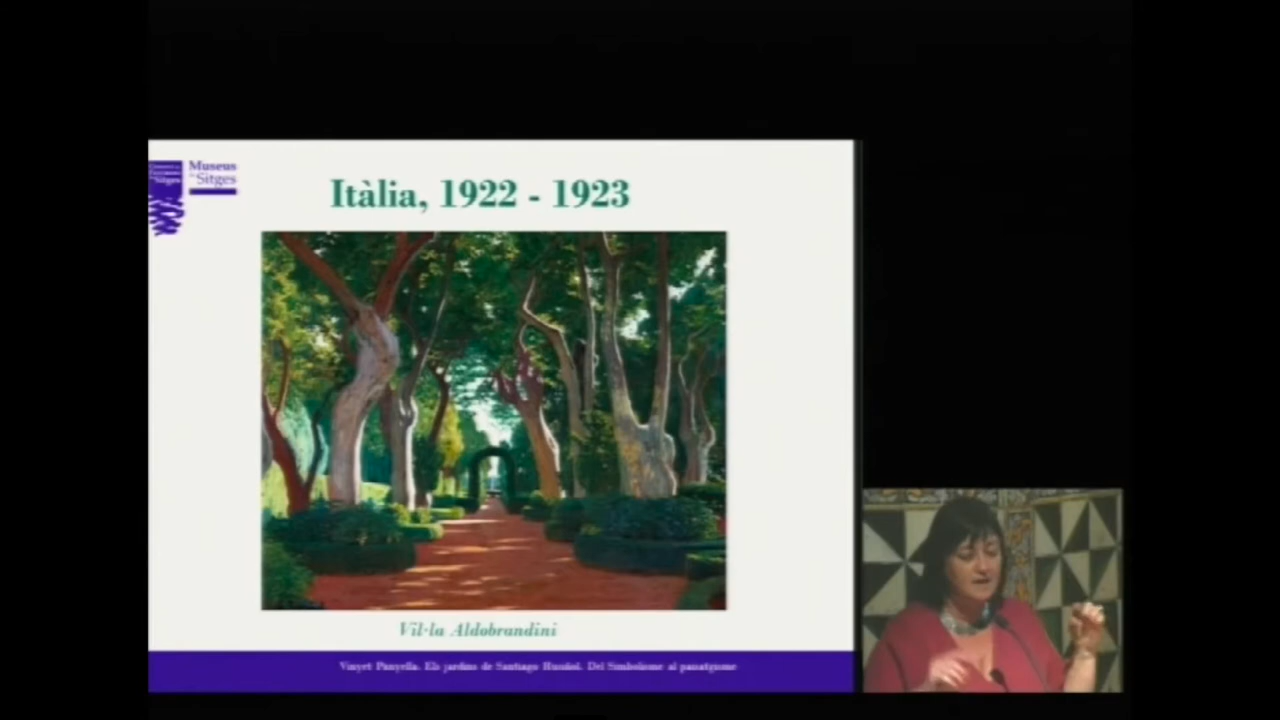 Museus
de Sitges
Itàlia, 1922 - 1923
Vil·la Aldobrandini
Vinyet Panyella. Els jardins de Santiago Rusiñol. Del Simbolisme al paisatgisme